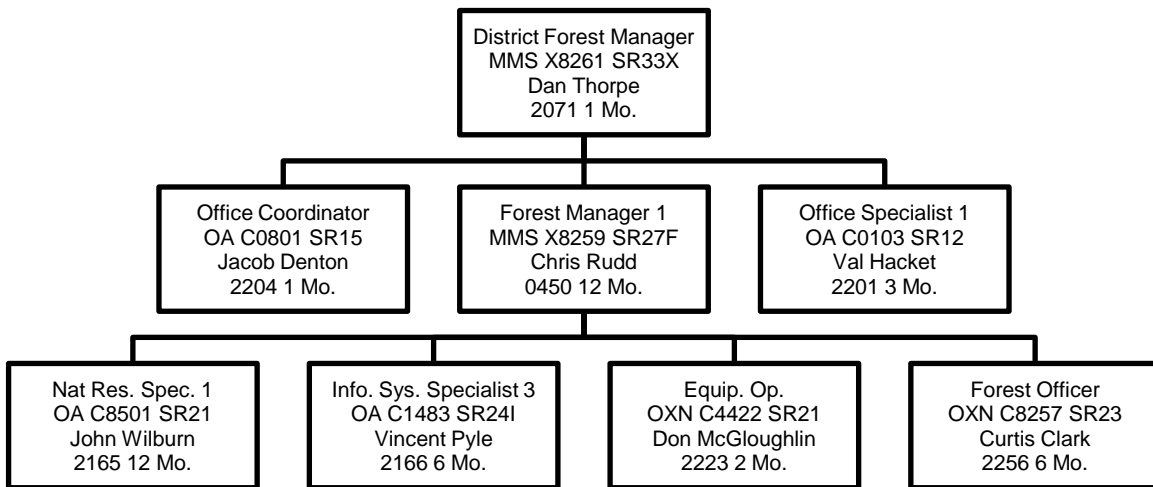 District Forest Manager
MMS X8261 SR33X
Dan Thorpe
2071 1 Mo.
Office Coordinator
OA C0801 SR15
Jacob Denton
2204 1 Mo.
Forest Manager 1
MMS X8259 SR27F
Chris Rudd
0450 12 Mo.
Office Specialist 1
OA C0103 SR12
Val Hacket
2201 3 Mo.
Nat Res. Spec. 1
OA C8501 SR21
John Wilburn
2165 12 Mo.
Info. Sys. Specialist 3
OA C1483 SR24I
Vincent Pyle
2166 6 Mo.
Equip. Op.
OXN C4422 SR21
Don McGloughlin
2223 2 Mo.
Forest Officer
OXN C8257 SR23
Curtis Clark
2256 6 Mo.